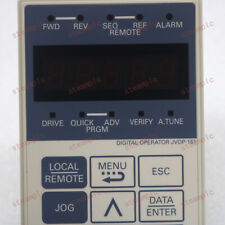 FWD REV SEQ REF ALARM
REMOTE
DRIVE QUICK ADV VERIFY A.TUNE
PRGM
DIGITAL OPERATOR JVOP-161
LOCAL REMOTE
MENU
ESC
JOG
DATA ENTER